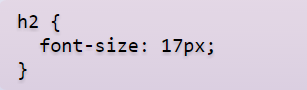 h2 {
  font-size: 17px;
}